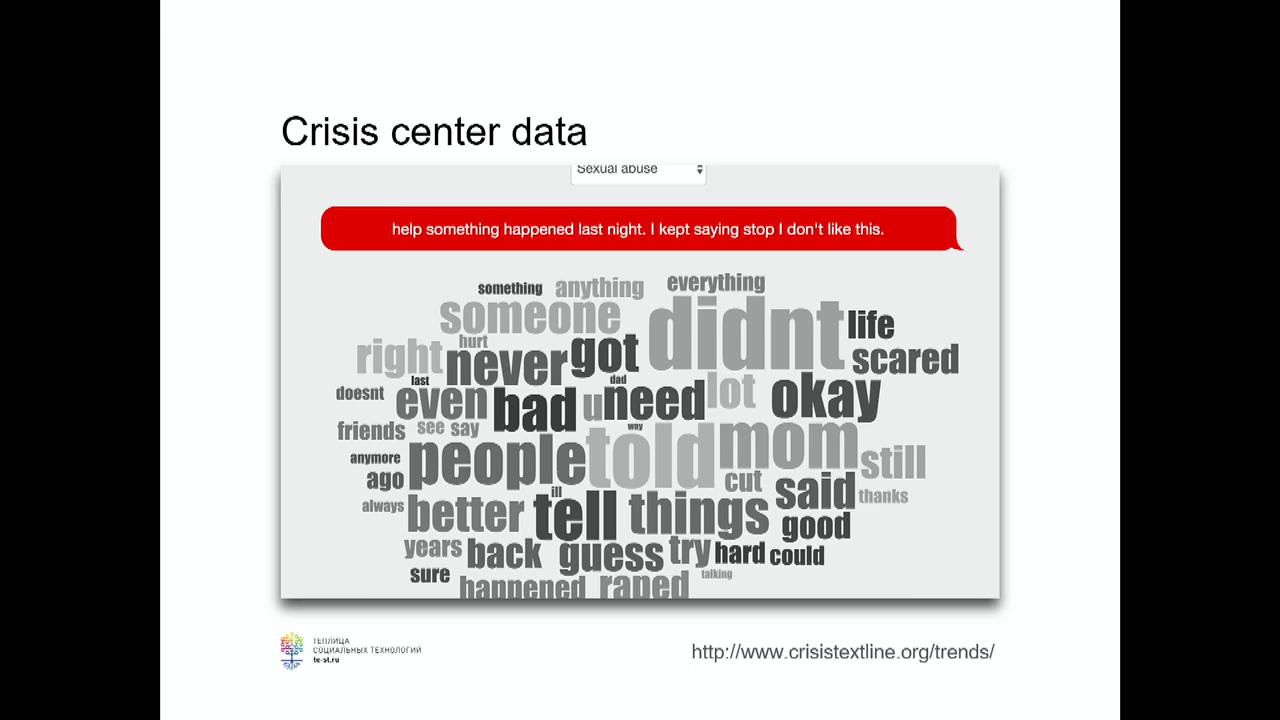 Crisis center data
Sexual abuse
help something happened last night. I kept saying stop I don't like this.
something anything everything
someone didnt life
right hurt never got scared
last dad
doesnt even bad u need lot okay
friends see say way
anymore people told mom still
ago cut said thanks
always better ill tell things good
years back guess try hard could
sure happened raped talking
ТЕПЛИЦА
СОЦИАЛЬНЫХ ТЕХНОЛОГИЙ
te-st.ru
http://www.crisistextline.org/trends/